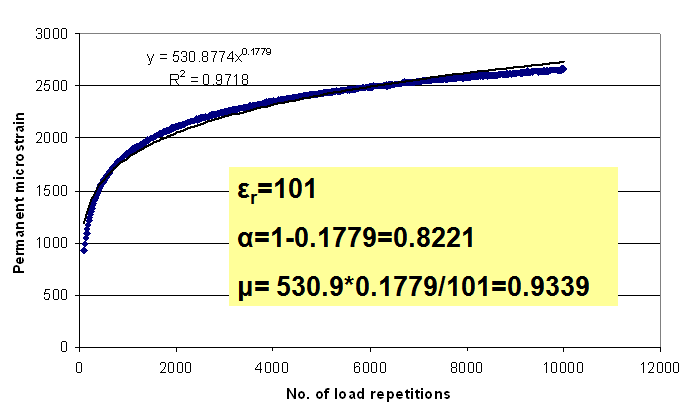 3000
y = 530.8774x^0.1779
R² = 0.9718
2500
2000
1500
1000
500
0
Permanent microstrain
εr=101
α=1-0.1779=0.8221
μ= 530.9*0.1779/101=0.9339
0 2000 4000 6000 8000 10000 12000
No. of load repetitions